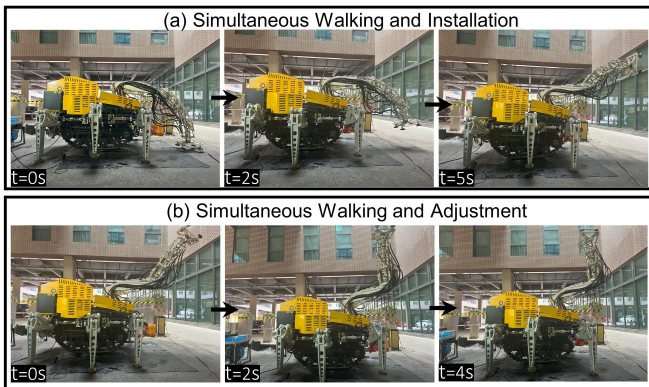 (a) Simultaneous Walking and Installation
t=0s
t=2s
t=5s
(b) Simultaneous Walking and Adjustment
t=0s
t=2s
t=4s